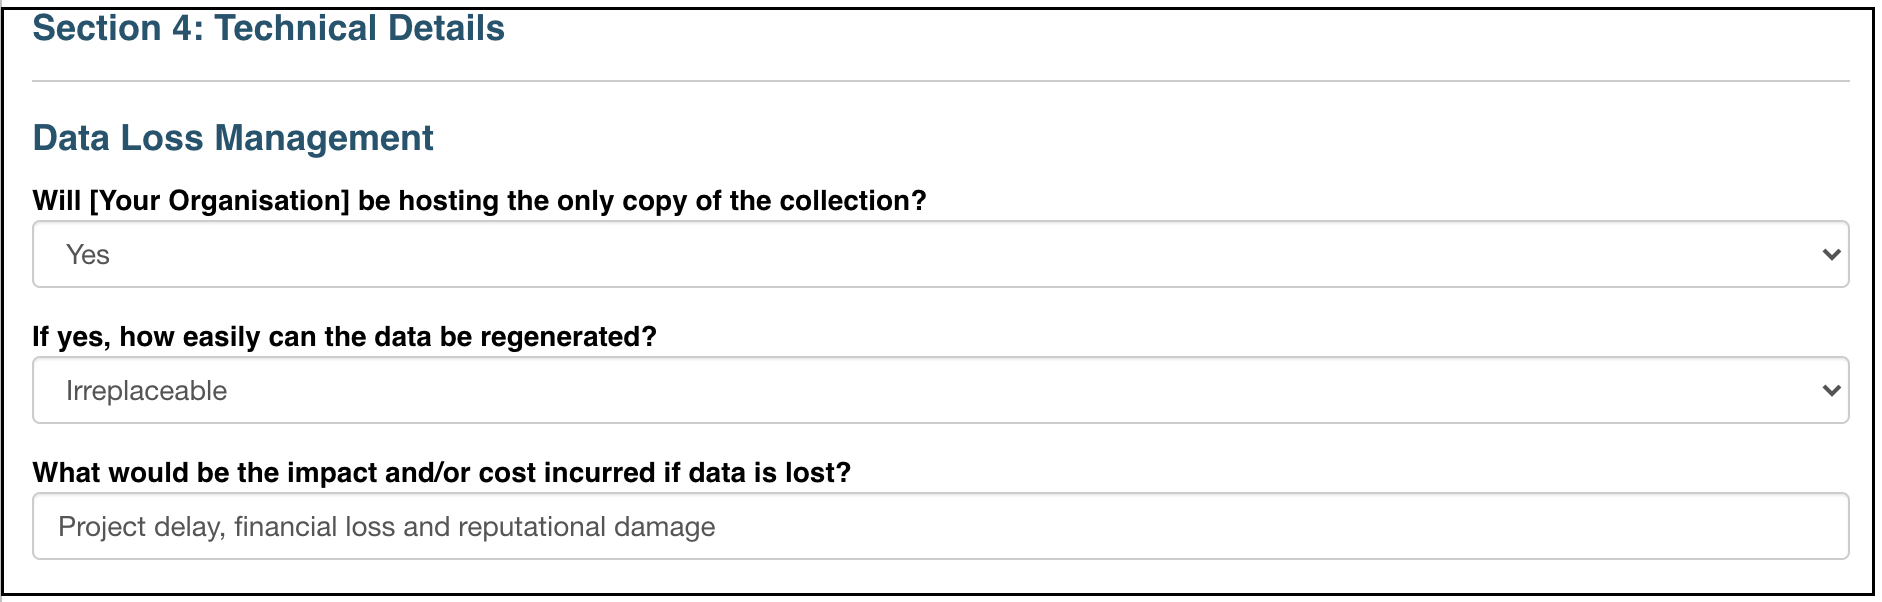 Section 4: Technical Details
Data Loss Management
Will [Your Organisation] be hosting the only copy of the collection?
Yes
If yes, how easily can the data be regenerated?
Irreplaceable
What would be the impact and/or cost incurred if data is lost?
Project delay, financial loss and reputational damage